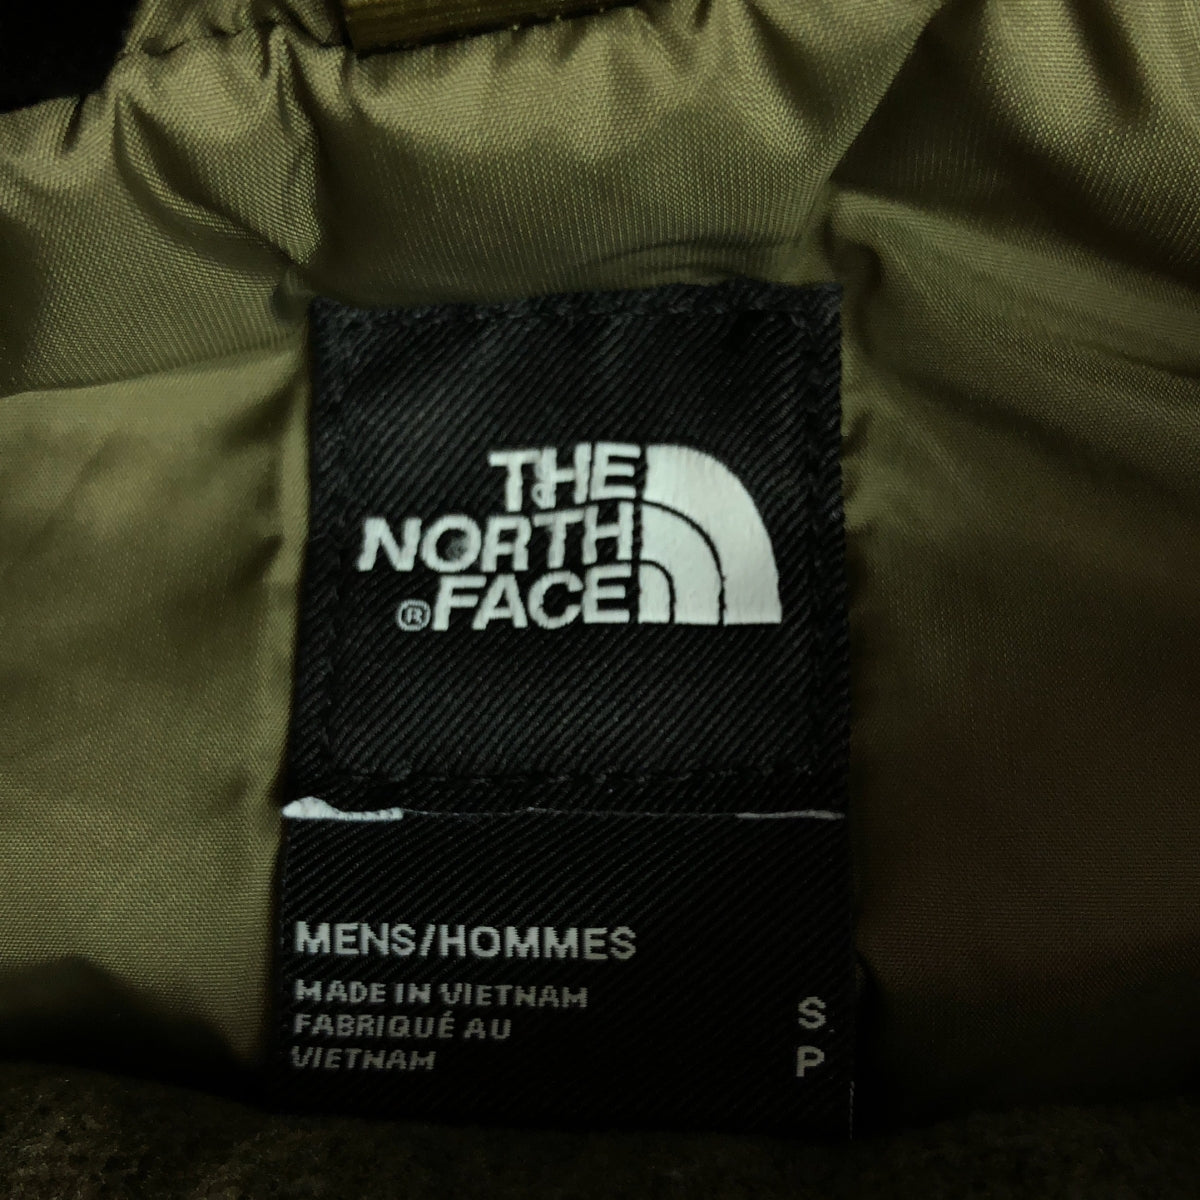 THE
NORTH
®FACE
MENS/HOMMES
MADE IN VIETNAM
FABRIQUÉ AU
VIETNAM
S
P